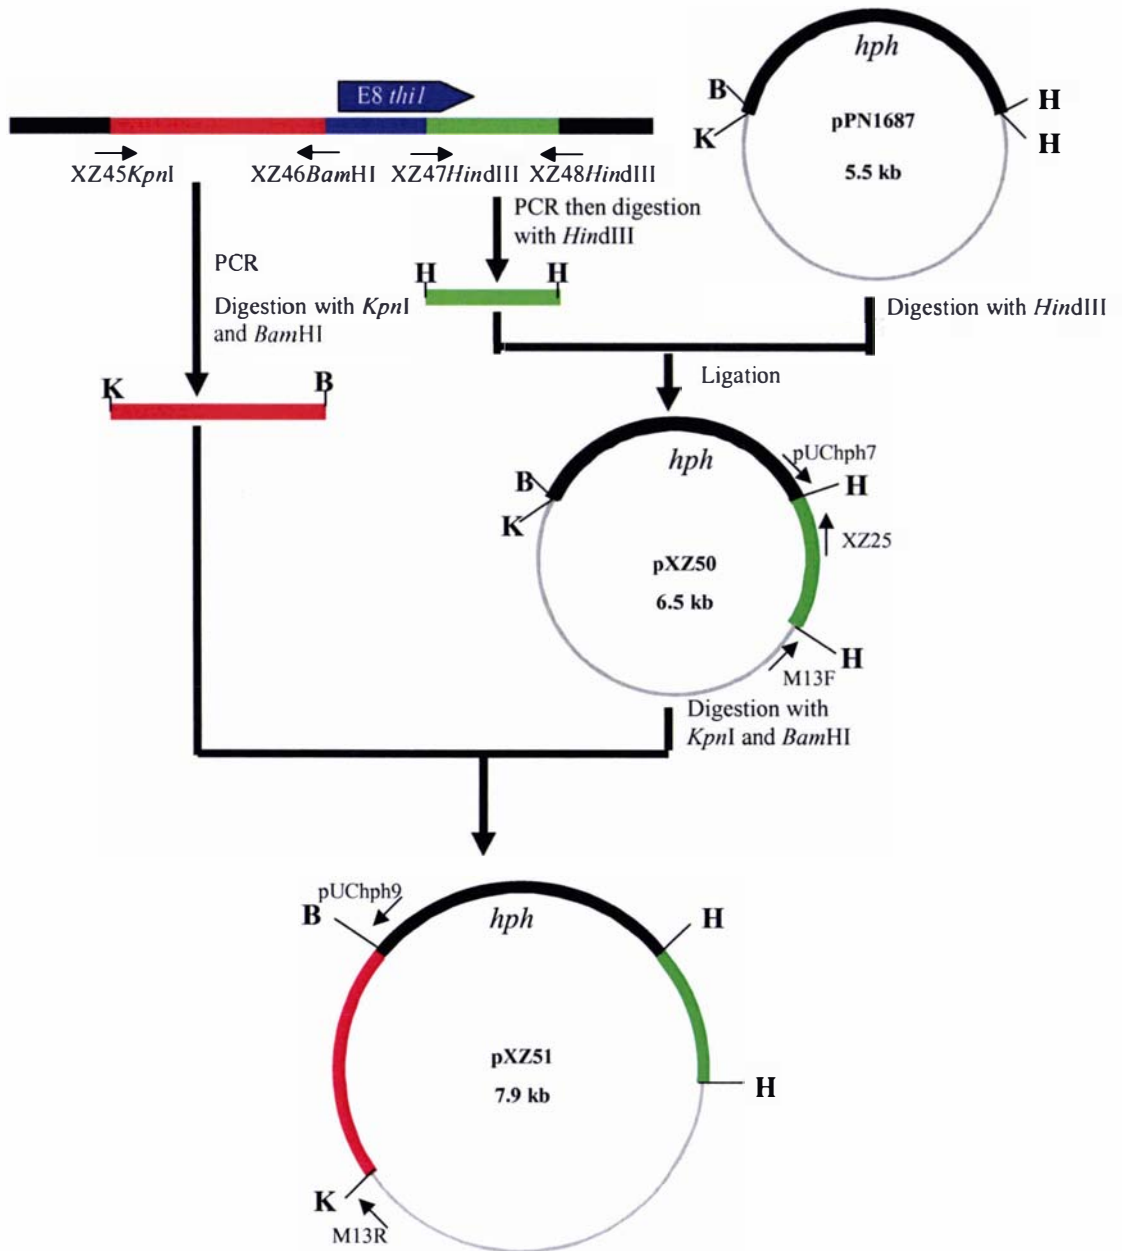 hph
B
H
K
H
pPN1687
5.5 kb
E8 thi1
XZ45KpnI
XZ46BamHI
XZ47HindIII
XZ48HindIII
PCR then digestion
with HindIII
PCR
Digestion with KpnI
and BamHI
H
H
Digestion with HindIII
Ligation
K
B
hph
pUChph7
B
H
K
XZ25
pXZ50
6.5 kb
H
M13F
Digestion with
KpnI and BamHI
pUChph9
B
hph
H
pXZ51
7.9 kb
H
K
M13R